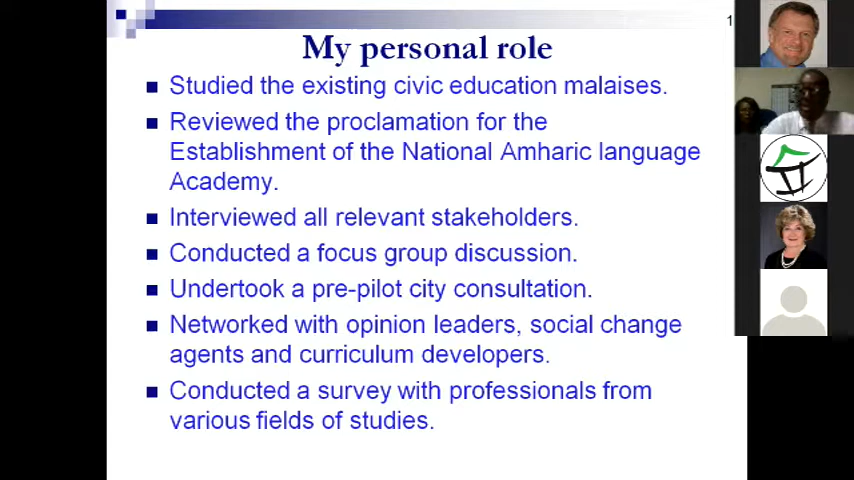 1
My personal role
Studied the existing civic education malaises.
Reviewed the proclamation for the
Establishment of the National Amharic language
Academy.
Interviewed all relevant stakeholders.
Conducted a focus group discussion.
Undertook a pre-pilot city consultation.
Networked with opinion leaders, social change
agents and curriculum developers.
Conducted a survey with professionals from
various fields of studies.